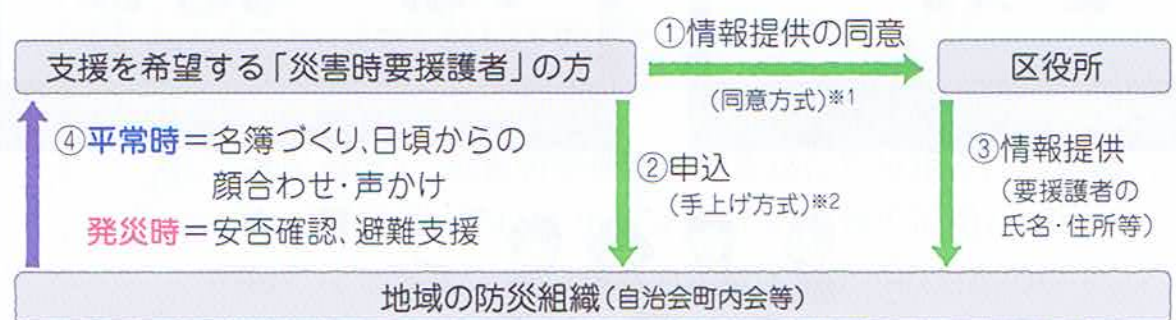 ①情報提供の同意
支援を希望する「災害時要援護者」の方
区役所
(同意方式)※1
④平常時=名簿づくり、日頃からの
顔合わせ・声かけ
発災時=安否確認、避難支援
②申込
(手上げ方式)※2
③情報提供
(要援護者の
氏名・住所等)
地域の防災組織(自治会町内会等)